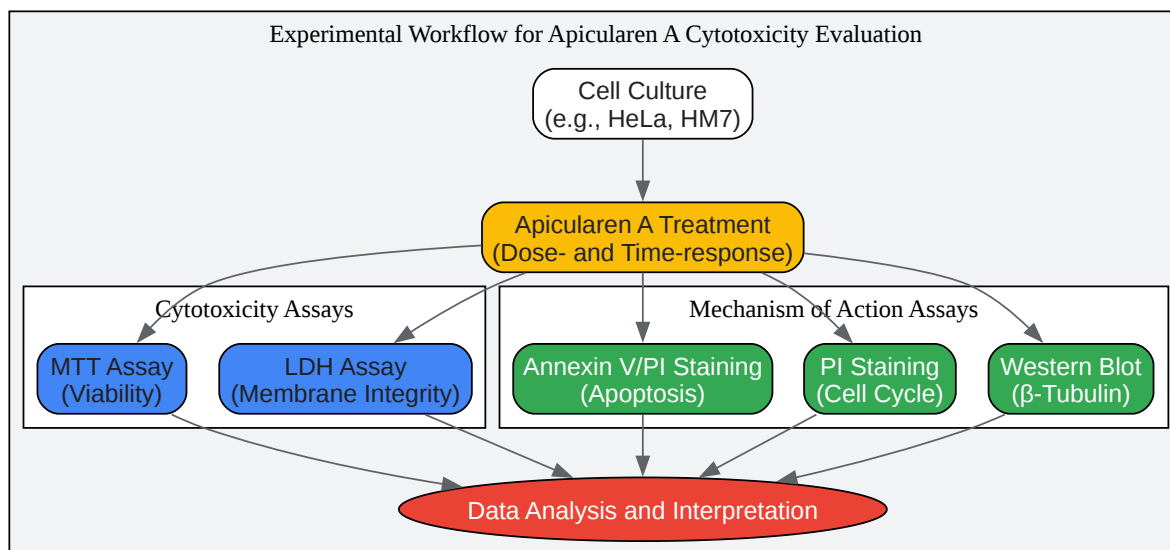 Experimental Workflow for Apicularen A Cytotoxicity Evaluation
Cell Culture
(e.g., HeLa, HM7)
Apicularen A Treatment
(Dose- and Time-response)
Cytotoxicity Assays
MTT Assay
(Viability)
LDH Assay
(Membrane Integrity)
Mechanism of Action Assays
Annexin V/PI Staining
(Apoptosis)
PI Staining
(Cell Cycle)
Western Blot
(β-Tubulin)
Data Analysis and Interpretation